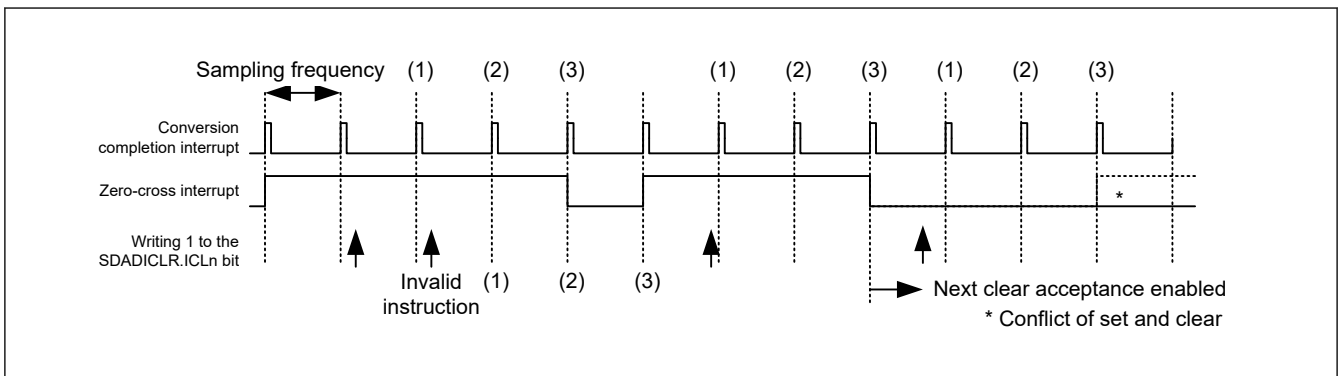 Sampling frequency (1) (2) (3) (1) (2) (3) (1) (2) (3)
Conversion
completion interrupt
Zero-cross interrupt
*
Writing 1 to the
SDADICLR.ICLn bit
Invalid
instruction
(1) (2) (3)
Next clear acceptance enabled
* Conflict of set and clear